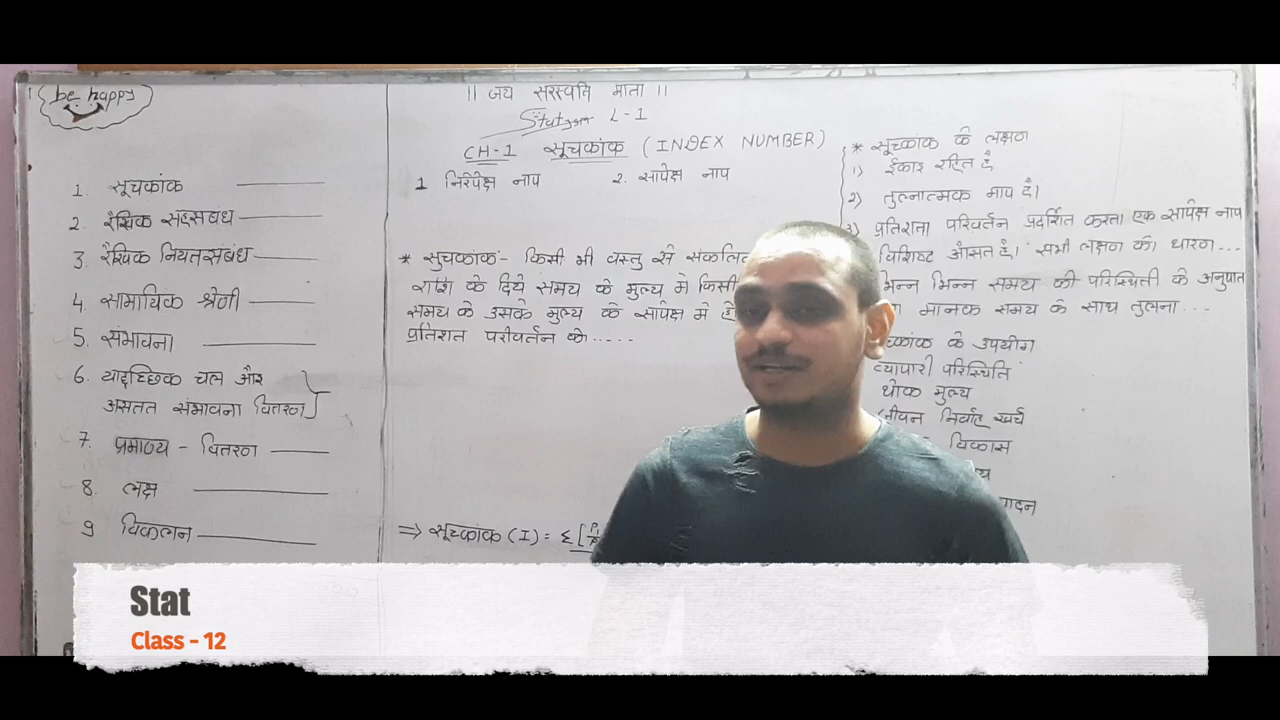 be happy
|| जय सरस्वति माता ||
L-1
CH-1 सूचकांक (INDEX NUMBER)
1 निरपेक्ष नाप 2. सापेक्ष नाप
1. सूचकांक
2. रैखिक सहसबंध
3. रैखिक नियतसबंध
4. सामायिक श्रेणी
5. संभावना
6. यादृच्छिक चल और
असतत संभावना वितरण
7. प्रमाण्य - वितरण
8. लक्ष
9 विकलन
* सुचकांक:- किसी भी वस्तु से संकलित
राशि के दिये समय के मुल्य मे किसी
समय के उसके मुल्य के सापेक्ष मे
प्रतिशत परीवर्तन को.....
=> सूचकांक (I) = Σ[
* सूचकांक के लक्षण
1) ईकाइ रहित है
2) तुल्नात्मक माप है।
3) प्रतिशता परिवर्तन प्रदर्शित करता एक सापेक्ष नाप
विशिष्ट औसत है। सभी लक्षण को धारण...
भिन्न भिन्न समय की परिस्थिती के अनुपात
मानक समय के साथ तुलना...
के उपयोग
व्यापारी परिस्थिति
थोक मुल्य
जीवन निर्वाह खर्च
विकास
Stat
Class - 12